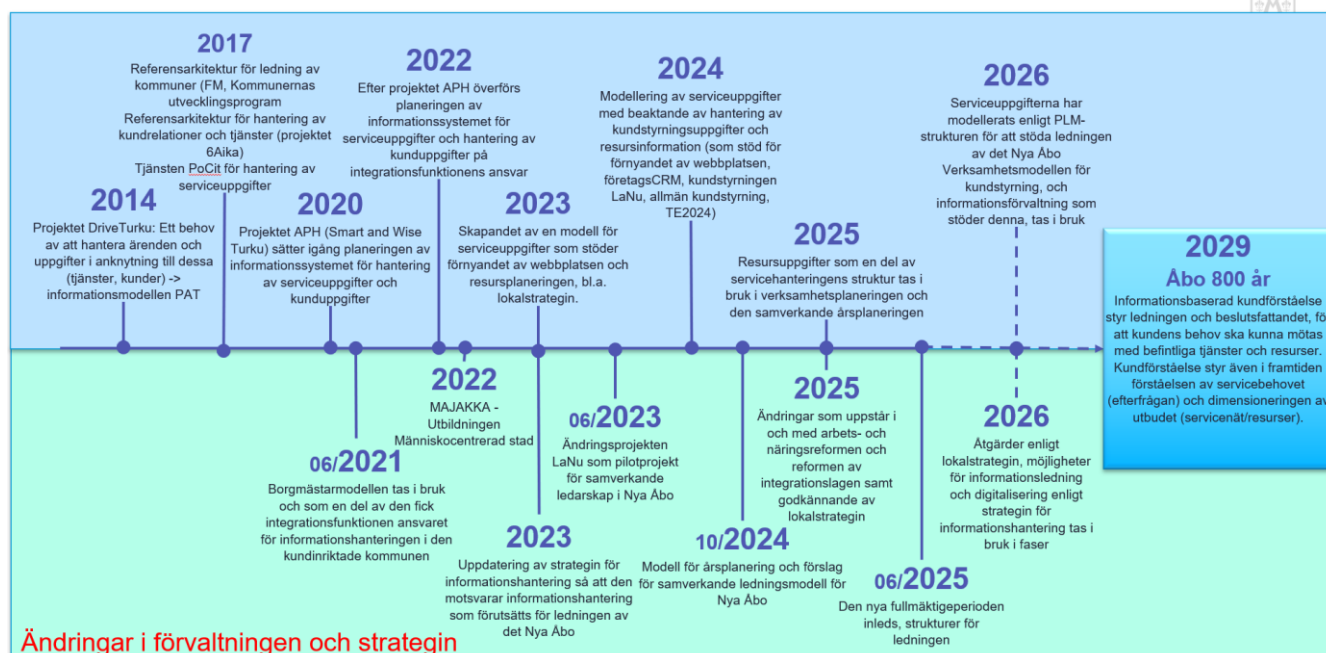 2017
Referensarkitektur för ledning av
kommuner (FM, Kommunernas
utvecklingsprogram
Referensarkitektur för hantering av
kundrelationer och tjänster (projektet
6Aika)
Tjänsten PoCit för hantering av
serviceuppgifter
2022
Efter projektet APH överförs
planeringen av
informationssystemet för
serviceuppgifter och hantering av
kunduppgifter på
integrationsfunktionens ansvar
2024
Modellering av serviceuppgifter
med beaktande av hantering av
kundstyrningsuppgifter och
resursinformation (som stöd för
förnyandet av webbplatsen,
företagsCRM, kundstyrningen
LaNu, allmän kundstyrning,
TE2024)
2026
Serviceuppgifterna har
modellerats enligt PLM-
strukturen för att stöda ledningen
av det Nya Åbo
Verksamhetsmodellen för
kundstyrning, och
informationsförvaltning som
stöder denna, tas i bruk
2014
Projektet DriveTurku: Ett behov
av att hantera ärenden och
uppgifter i anknytning till dessa
(tjänster, kunder) ->
informationsmodellen PAT
2020
Projektet APH (Smart and Wise
Turku) sätter igång planeringen av
informationssystemet för hantering
av serviceuppgifter och
kunduppgifter
2023
Skapandet av en modell för
serviceuppgifter som stöder
förnyandet av webbplatsen och
resursplaneringen, bl.a.
lokalstrategin.
2025
Resursuppgifter som en del av
servicehanteringens struktur tas i
bruk i verksamhetsplaneringen och
den samverkande årsplaneringen
2029
Åbo 800 år
Informationsbaserad kundförståelse
styr ledningen och beslutsfattandet, för
att kundens behov ska kunna mötas
med befintliga tjänster och resurser.
Kundförståelse styr även i framtiden
förståelsen av servicebehovet
(efterfrågan) och dimensioneringen av
utbudet (servicenät/resurser).
06/2021
Borgmästarmodellen tas i bruk
och som en del av den fick
integrationsfunktionen ansvaret
för informationshanteringen i den
kundinriktade kommunen
2022
MAJAKKA -
Utbildningen
Människocentrerad stad
2023
Uppdatering av strategin för
informationshantering så att den
motsvarar informationshantering
som förutsätts för ledningen av
det Nya Åbo
06/2023
Ändringsprojekten
LaNu som pilotprojekt
för samverkande
ledarskap i Nya Åbo
10/2024
Modell för årsplanering och förslag
för samverkande ledningsmodell för
Nya Åbo
2025
Ändringar som uppstår i
och med arbets- och
näringsreformen och
reformen av
integrationslagen samt
godkännande av
lokalstrategin
06/2025
Den nya fullmäktigeperioden
inleds, strukturer för
ledningen
2026
Åtgärder enligt
lokalstrategin, möjligheter
för informationsledning
och digitalisering enligt
strategin för
informationshantering tas i
bruk i faser
Ändringar i förvaltningen och strategin